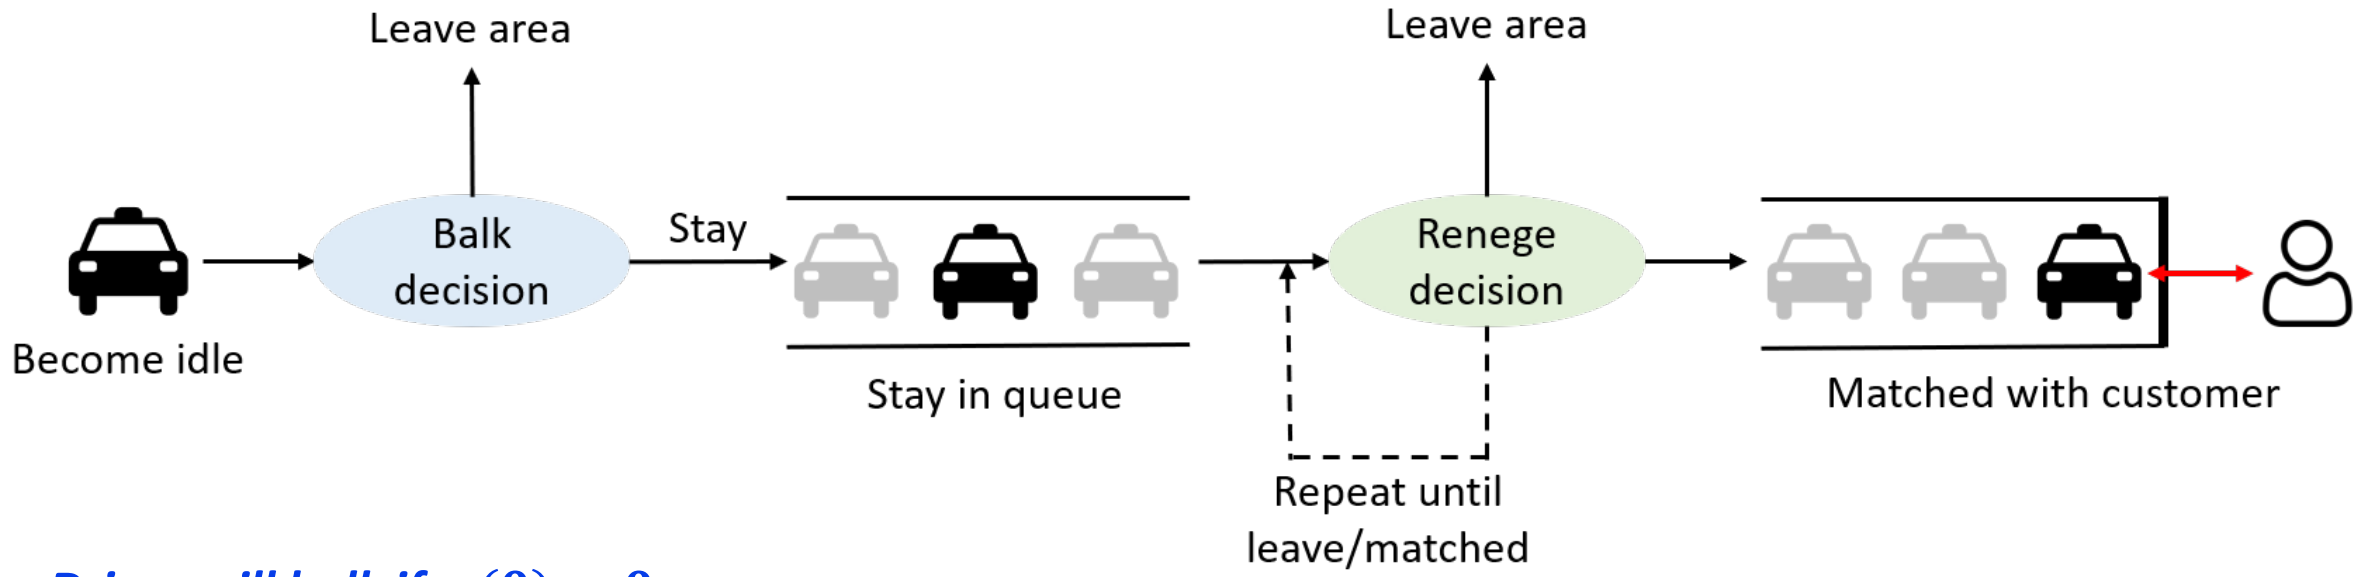 Leave area
Leave area
Balk
decision
Stay
Renege
decision
Become idle
Stay in queue
Matched with customer
Repeat until
leave/matched